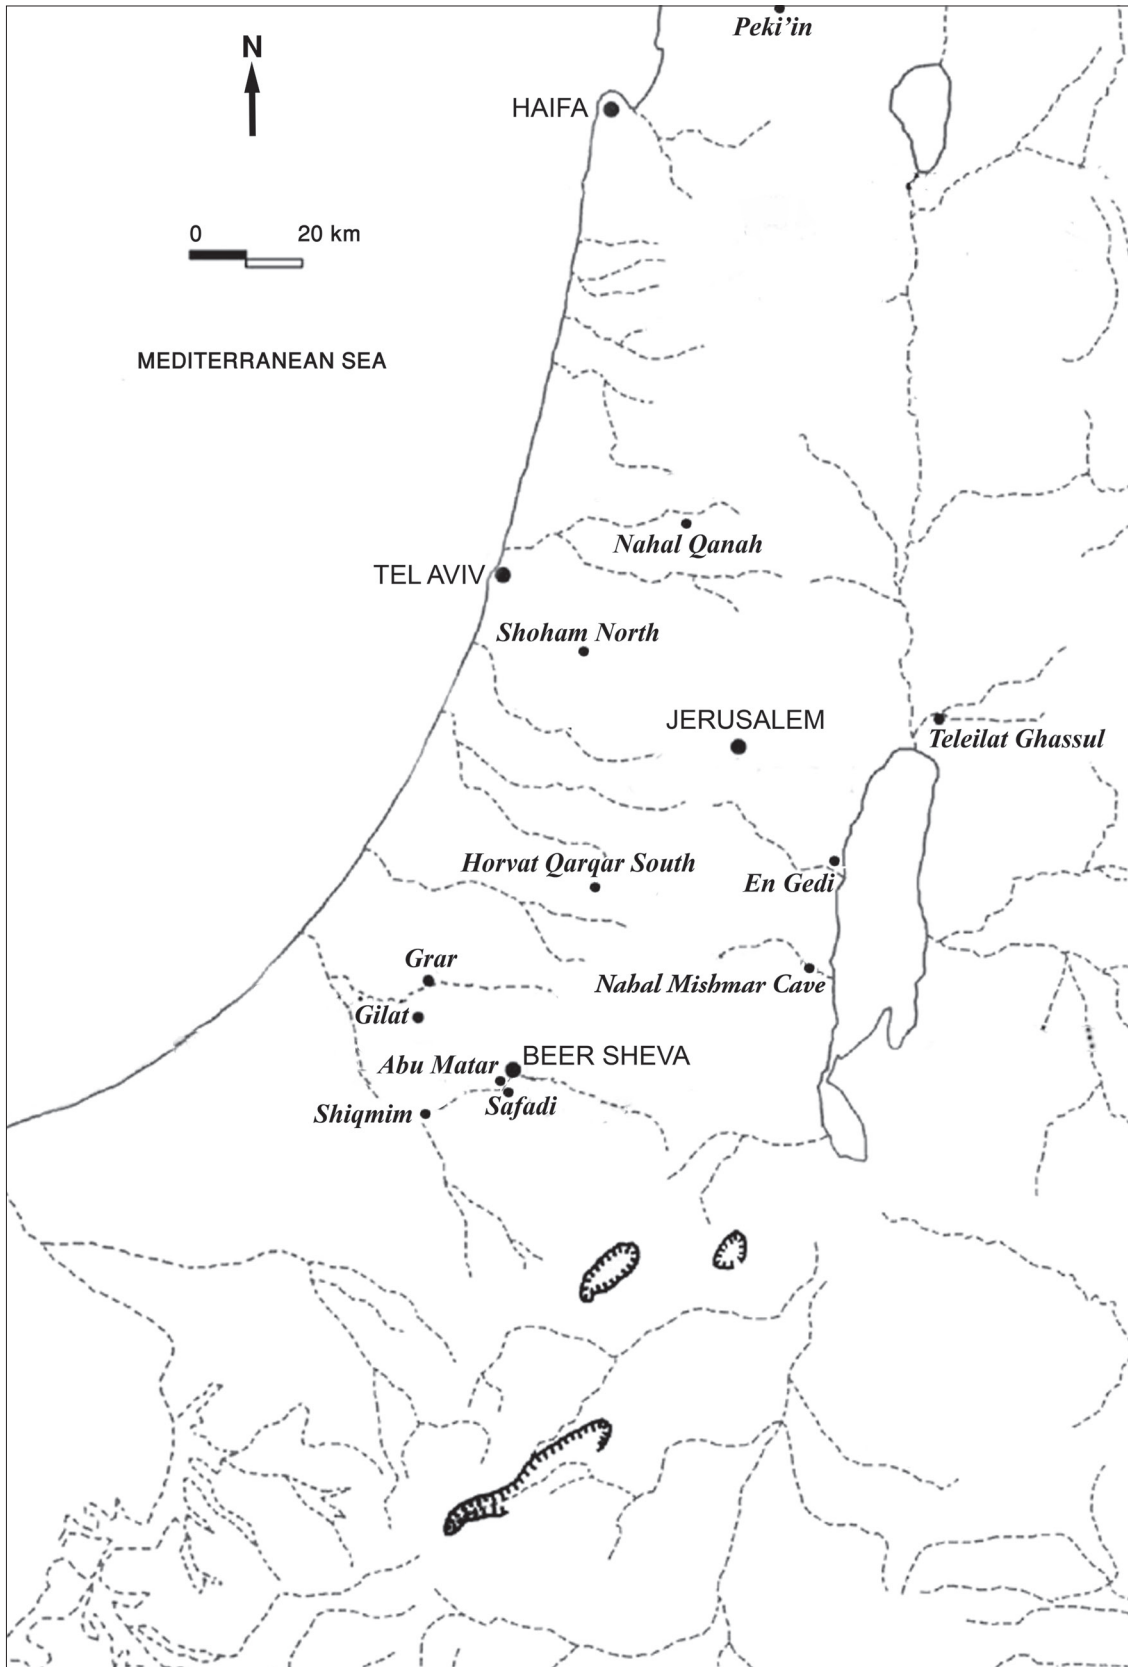 Peki’in
N
HAIFA
0 20 km
MEDITERRANEAN SEA
Nahal Qanah
TEL AVIV
Shoham North
JERUSALEM
Teleilat Ghassul
Horvat Qarqar South
En Gedi
Grar
Nahal Mishmar Cave
Gilat
BEER SHEVA
Abu Matar
Safadi
Shiqmim